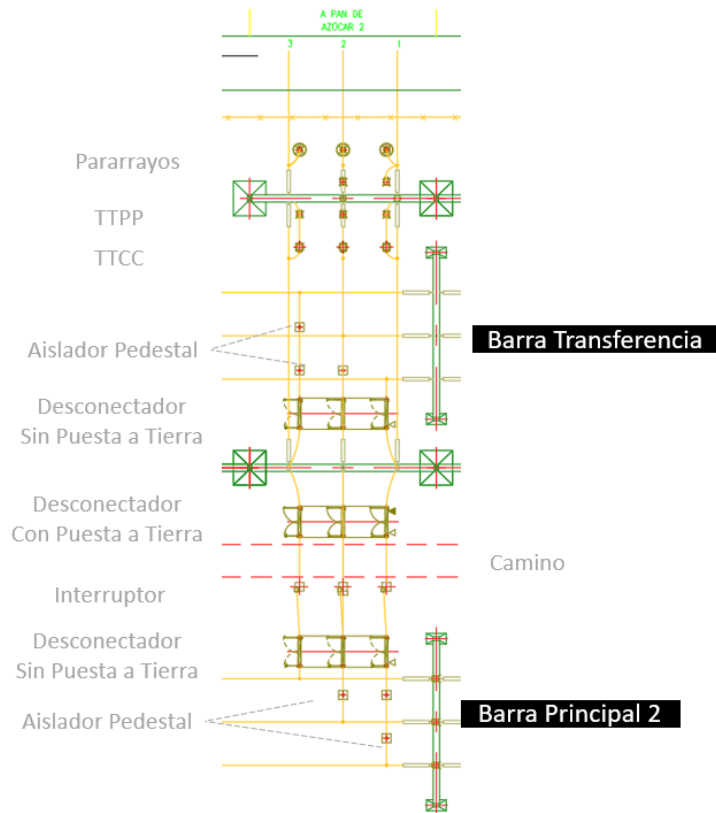 A PAN DE
AZÚCAR 2
3 2 1
Pararrayos
TTPP
TTCC
Barra Transferencia
Aislador Pedestal
Desconectador
Sin Puesta a Tierra
Desconectador
Con Puesta a Tierra
Camino
Interruptor
Desconectador
Sin Puesta a Tierra
Barra Principal 2
Aislador Pedestal